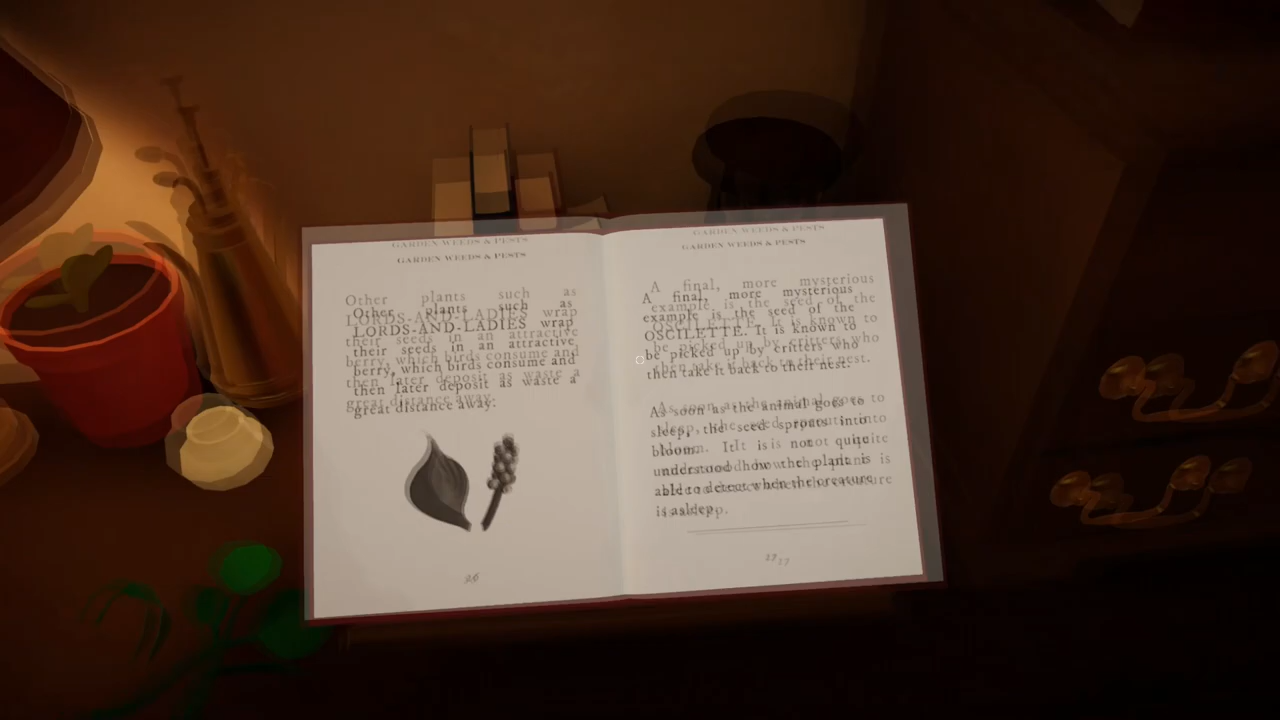 GARDEN WEEDS & PESTS
Other plants such as
LORDS-AND-LADIES wrap
their seeds in an attractive
berry, which birds consume and
then later deposit as waste a
great distance away.
26
GARDEN WEEDS & PESTS
A final, more mysterious
example is the seed of the
OSCILETTE. It is known to
be picked up by critters who
then take it back to their nest.
As soon as the animal goes to
sleep, the seed sprouts into
bloom. It is not quite
understood how the plant is
able to detect when the creature
is asleep.
27